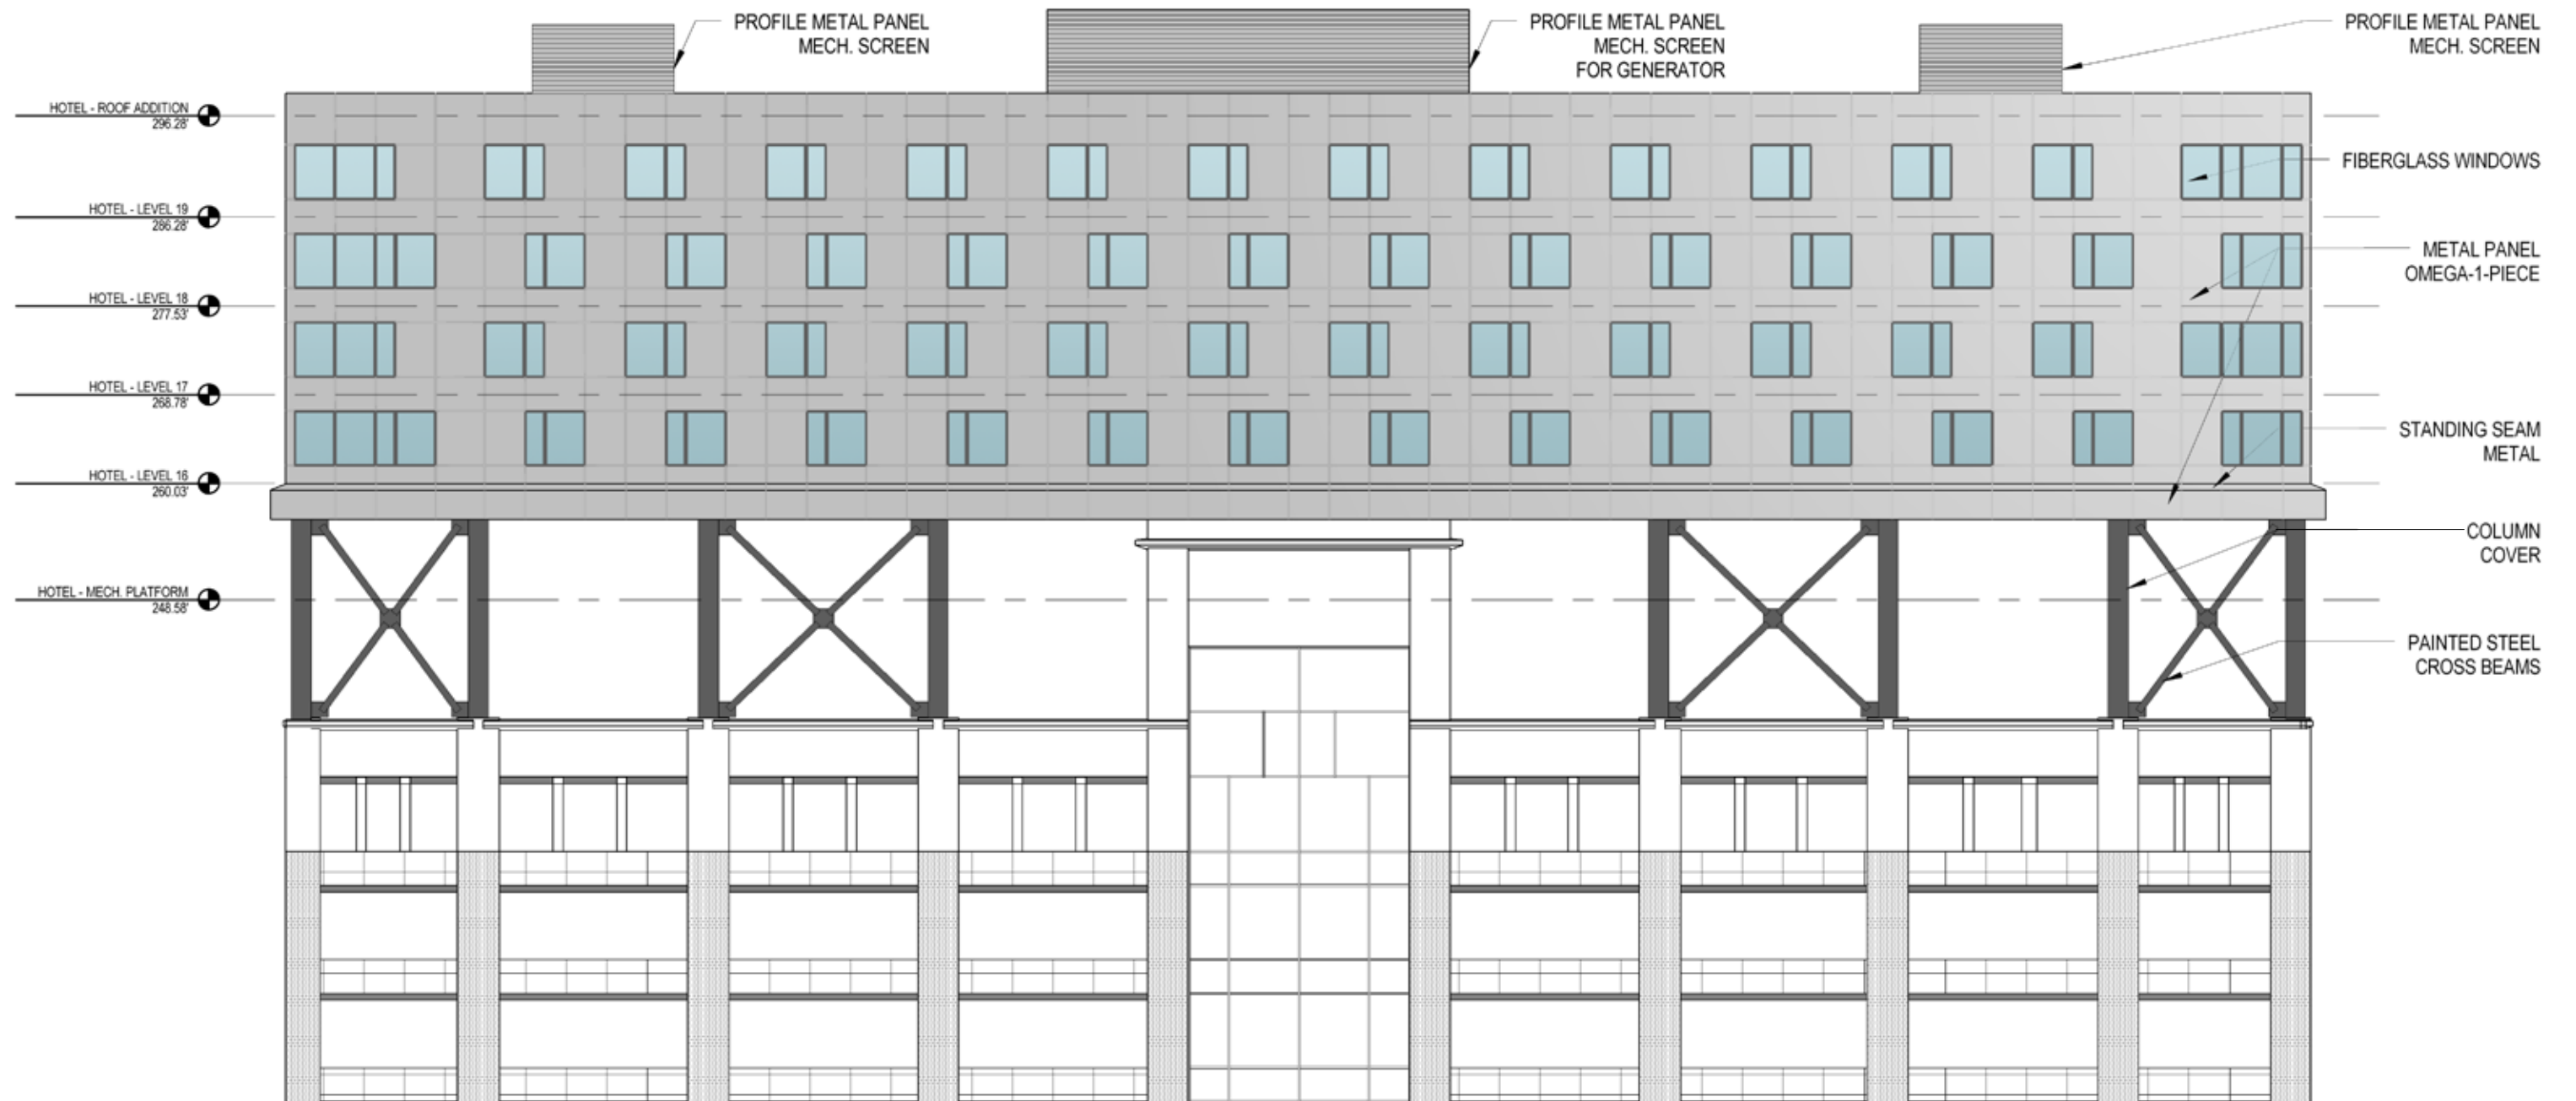 PROFILE METAL PANEL
MECH. SCREEN
PROFILE METAL PANEL
MECH. SCREEN
FOR GENERATOR
PROFILE METAL PANEL
MECH. SCREEN
HOTEL - ROOF ADDITION
296.28'
FIBERGLASS WINDOWS
HOTEL - LEVEL 19
286.28'
METAL PANEL
OMEGA-1-PIECE
HOTEL - LEVEL 18
277.53'
HOTEL - LEVEL 17
268.78'
STANDING SEAM
METAL
HOTEL - LEVEL 16
260.03'
COLUMN
COVER
HOTEL - MECH. PLATFORM
248.58'
PAINTED STEEL
CROSS BEAMS